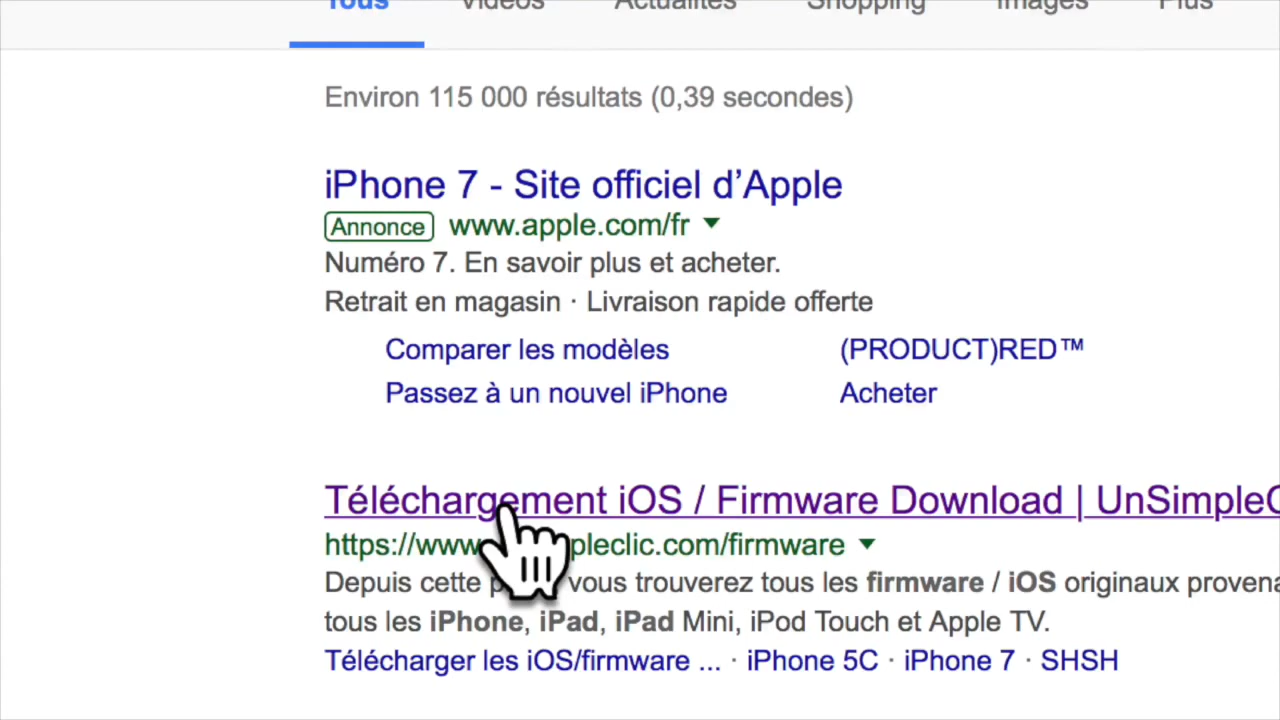 Tous Vidéos Actualités Shopping Images Plus
Environ 115 000 résultats (0,39 secondes)
iPhone 7 - Site officiel d’Apple
Annonce www.apple.com/fr
Numéro 7. En savoir plus et acheter.
Retrait en magasin · Livraison rapide offerte
Comparer les modèles (PRODUCT)RED™
Passez à un nouvel iPhone Acheter
Téléchargement iOS / Firmware Download | UnSimpleC
https://www. pleclic.com/firmware
Depuis cette vous trouverez tous les firmware / iOS originaux provena
tous les iPhone, iPad, iPad Mini, iPod Touch et Apple TV.
Télécharger les iOS/firmware ... · iPhone 5C · iPhone 7 · SHSH